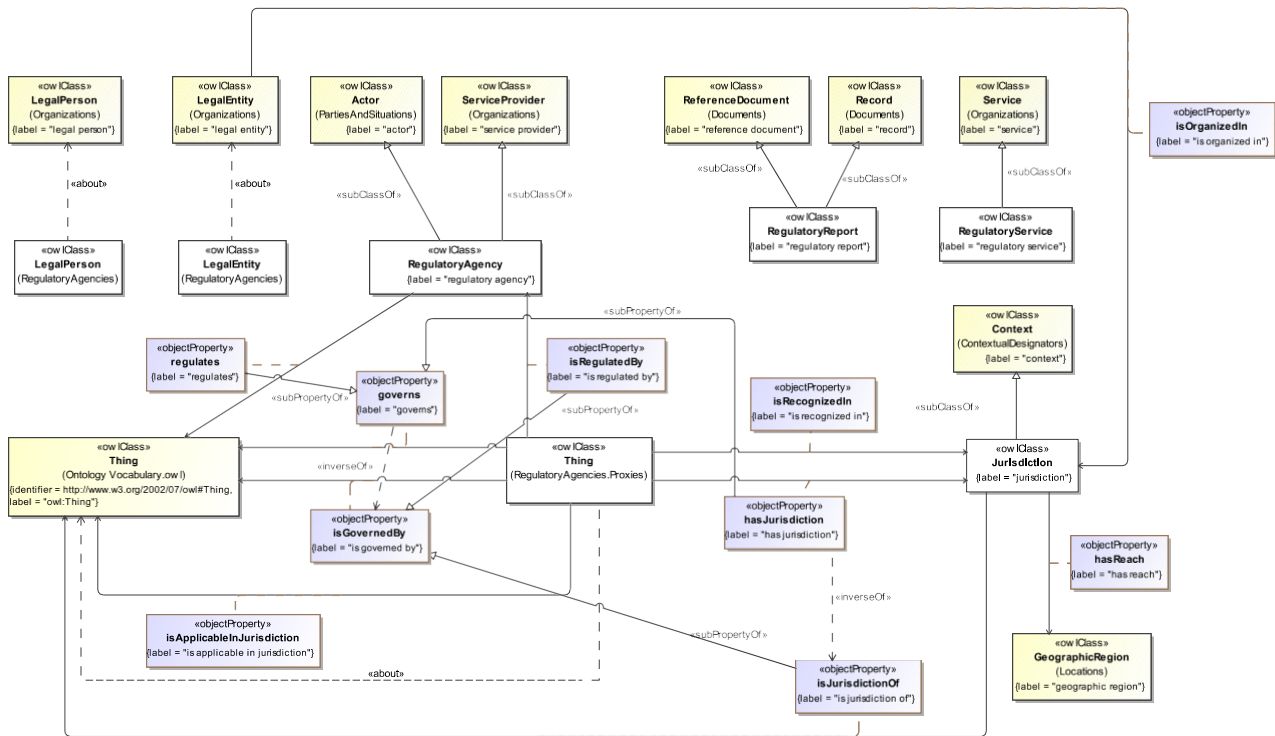 «owlClass»
LegalPerson
(Organizations)
{label = "legal person"}
«owlClass»
LegalEntity
(Organizations)
{label = "legal entity"}
«owlClass»
Actor
(PartiesAndSituations)
{label = "actor"}
«owlClass»
ServiceProvider
(Organizations)
{label = "service provider"}
«owlClass»
ReferenceDocument
(Documents)
{label = "reference document"}
«owlClass»
Record
(Documents)
{label = "record"}
«owlClass»
Service
(Organizations)
{label = "service"}
«objectProperty»
isOrganizedIn
{label = "is organized in"}
«about»
«about»
«subClassOf»
«subClassOf»
«subClassOf»
«subClassOf»
«subClassOf»
«owlClass»
LegalPerson
(RegulatoryAgencies)
«owlClass»
LegalEntity
(RegulatoryAgencies)
«owlClass»
RegulatoryAgency
{label = "regulatory agency"}
«owlClass»
RegulatoryReport
{label = "regulatory report"}
«owlClass»
RegulatoryService
{label = "regulatory service"}
«subPropertyOf»
«owlClass»
Context
(ContextualDesignators)
{label = "context"}
«objectProperty»
regulates
{label = "regulates"}
«objectProperty»
isRegulatedBy
{label = "is regulated by"}
«objectProperty»
governs
{label = "governs"}
«objectProperty»
isRecognizedIn
{label = "is recognized in"}
«subPropertyOf»
«subPropertyOf»
«subClassOf»
«owlClass»
Thing
(Ontology Vocabulary.owl)
{identifier = http://www.w3.org/2002/07/owl#Thing,
label = "owl:Thing"}
«inverseOf»
«owlClass»
Thing
(RegulatoryAgencies.Proxies)
«owlClass»
Jurisdiction
{label = "jurisdiction"}
«objectProperty»
isGovernedBy
{label = "is governed by"}
«objectProperty»
hasJurisdiction
{label = "has jurisdiction"}
«objectProperty»
hasReach
{label = "has reach"}
«inverseOf»
«objectProperty»
isApplicableInJurisdiction
{label = "is applicable in jurisdiction"}
«subPropertyOf»
«about»
«objectProperty»
isJurisdictionOf
{label = "is jurisdiction of"}
«owlClass»
GeographicRegion
(Locations)
{label = "geographic region"}